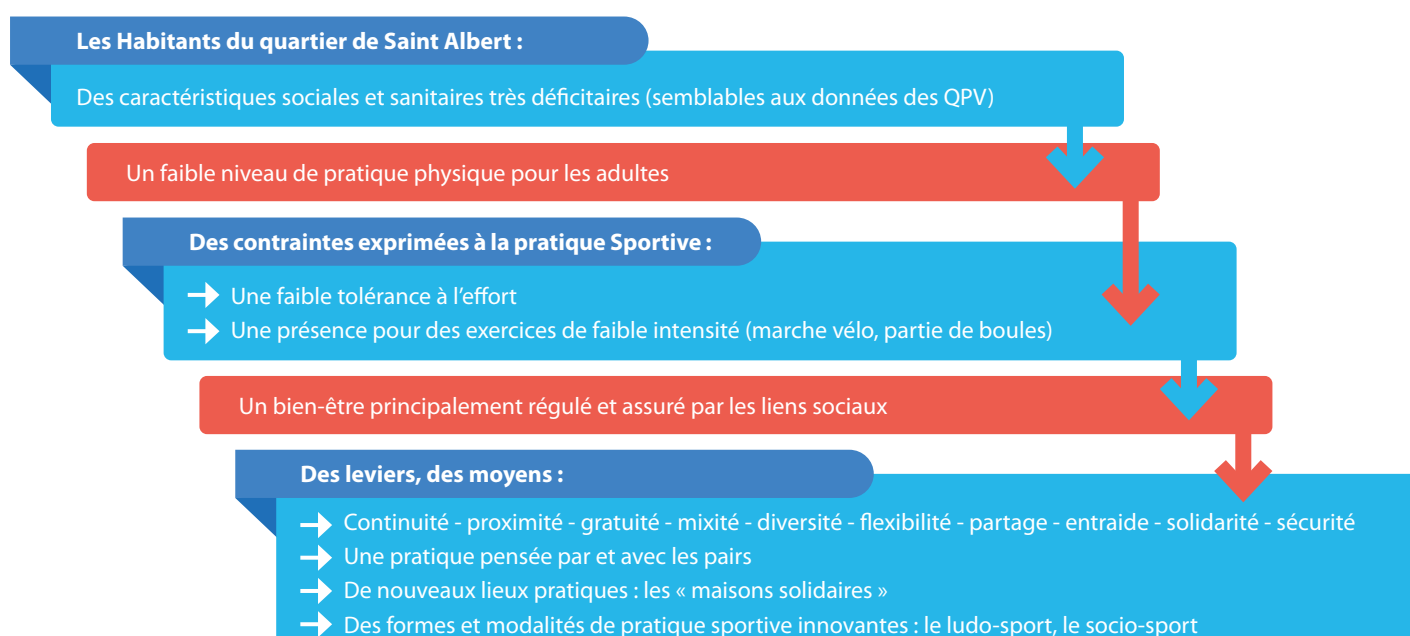 Les Habitants du quartier de Saint Albert :
Des caractéristiques sociales et sanitaires très déficitaires (semblables aux données des QPV)
Un faible niveau de pratique physique pour les adultes
Des contraintes exprimées à la pratique Sportive :
Une faible tolérance à l'effort
Une présence pour des exercices de faible intensité (marche vélo, partie de boules)
Un bien-être principalement régulé et assuré par les liens sociaux
Des leviers, des moyens :
Continuité - proximité - gratuité - mixité - diversité - flexibilité - partage - entraide - solidarité - sécurité
Une pratique pensée par et avec les pairs
De nouveaux lieux pratiques : les « maisons solidaires »
Des formes et modalités de pratique sportive innovantes : le ludo-sport, le socio-sport